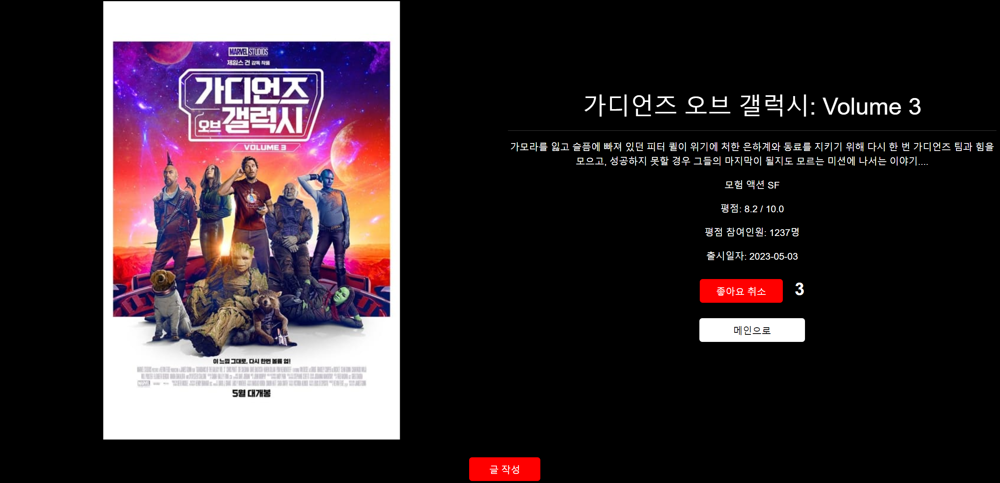 MARVEL STUDIOS
제임스 건 감독 작품
가디언즈
오브 갤럭시
VOLUME 3
이 느낌 그대로, 다시 한번 볼륨 업!
MARVEL
5월 대개봉
가디언즈 오브 갤럭시: Volume 3
가모라를 잃고 슬픔에 빠져 있던 피터 퀼이 위기에 처한 은하계와 동료를 지키기 위해 다시 한 번 가디언즈 팀과 힘을
모으고, 성공하지 못할 경우 그들의 마지막이 될지도 모르는 미션에 나서는 이야기....
모험 액션 SF
평점: 8.2 / 10.0
평점 참여인원: 1237명
출시일자: 2023-05-03
좋아요 취소 3
메인으로
글 작성